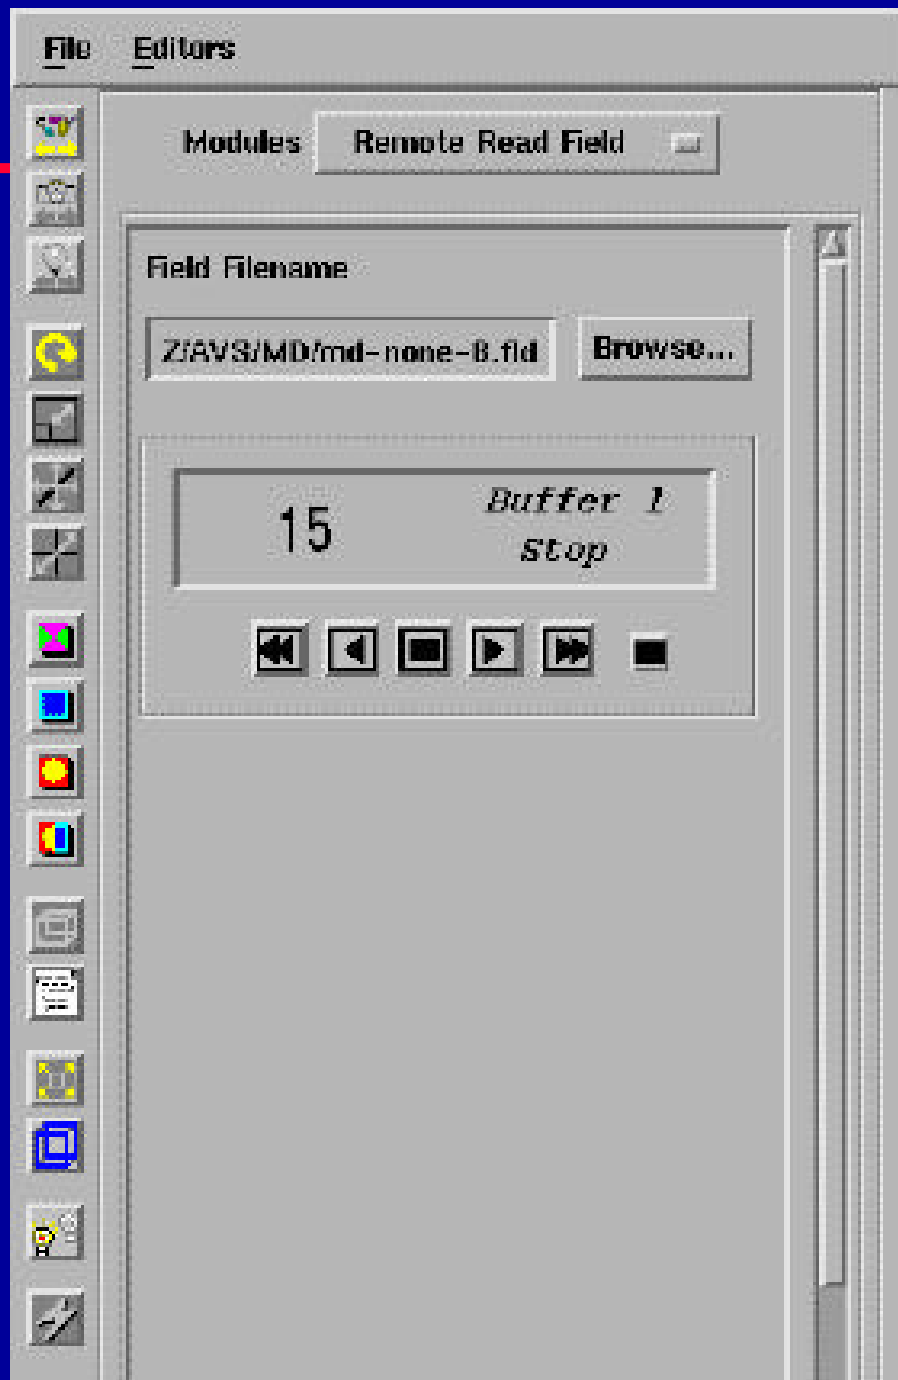 File Editors
Modules Remote Read Field
Field Filename
Z/AVS/MD/md-none-8.fld Browse...
15 Buffer 1
Stop